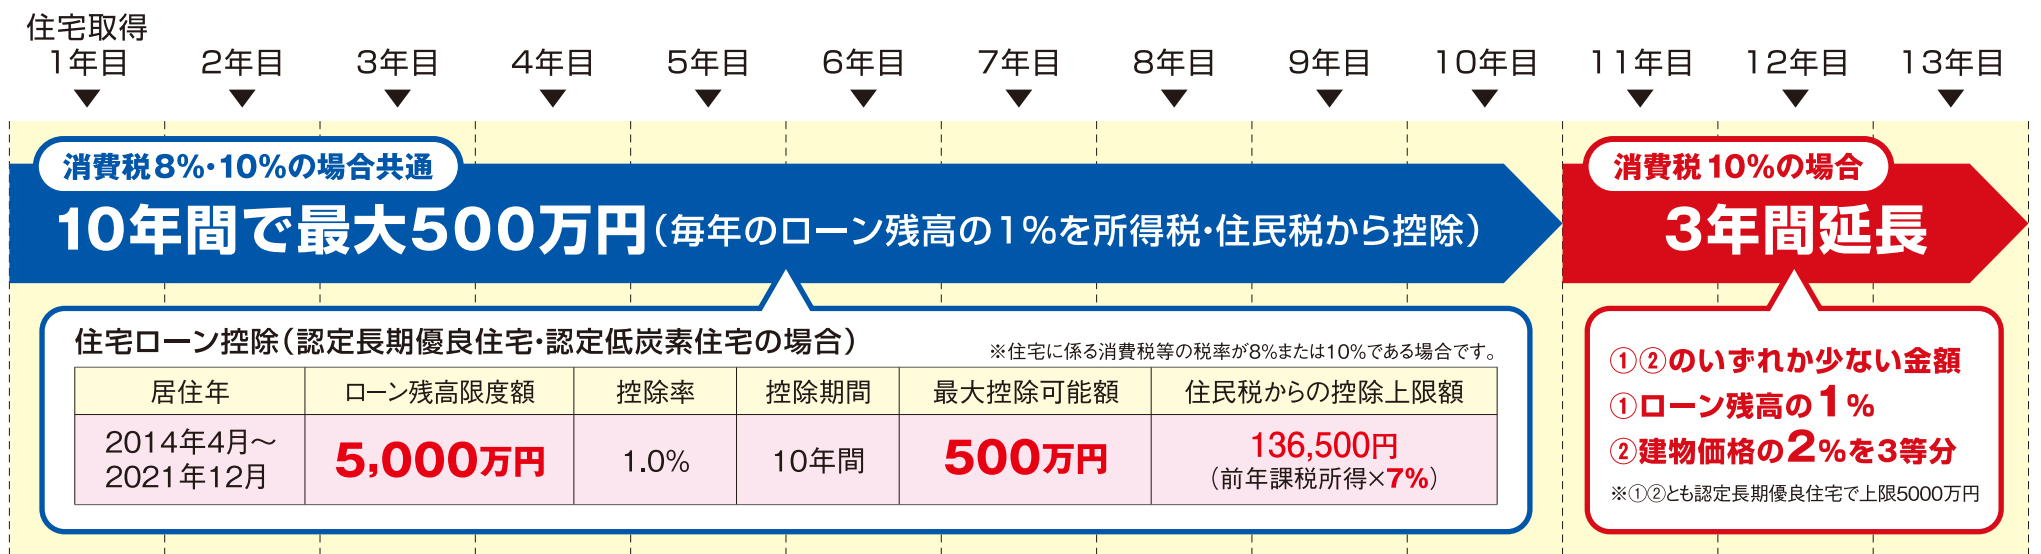 住宅取得
1年目 2年目 3年目 4年目 5年目 6年目 7年目 8年目 9年目 10年目 11年目 12年目 13年目
消費税8%・10%の場合共通
10年間で最大500万円(毎年のローン残高の1%を所得税・住民税から控除)
消費税10%の場合
3年間延長
住宅ローン控除(認定長期優良住宅・認定低炭素住宅の場合)
※住宅に係る消費税等の税率が8%または10%である場合です。
居住年 ローン残高限度額 控除率 控除期間 最大控除可能額 住民税からの控除上限額
2014年4月〜
2021年12月
5,000万円
1.0%
10年間
500万円
136,500円
(前年課税所得×7%)
①②のいずれか少ない金額
①ローン残高の1%
②建物価格の2%を3等分
※①②とも認定長期優良住宅で上限5000万円